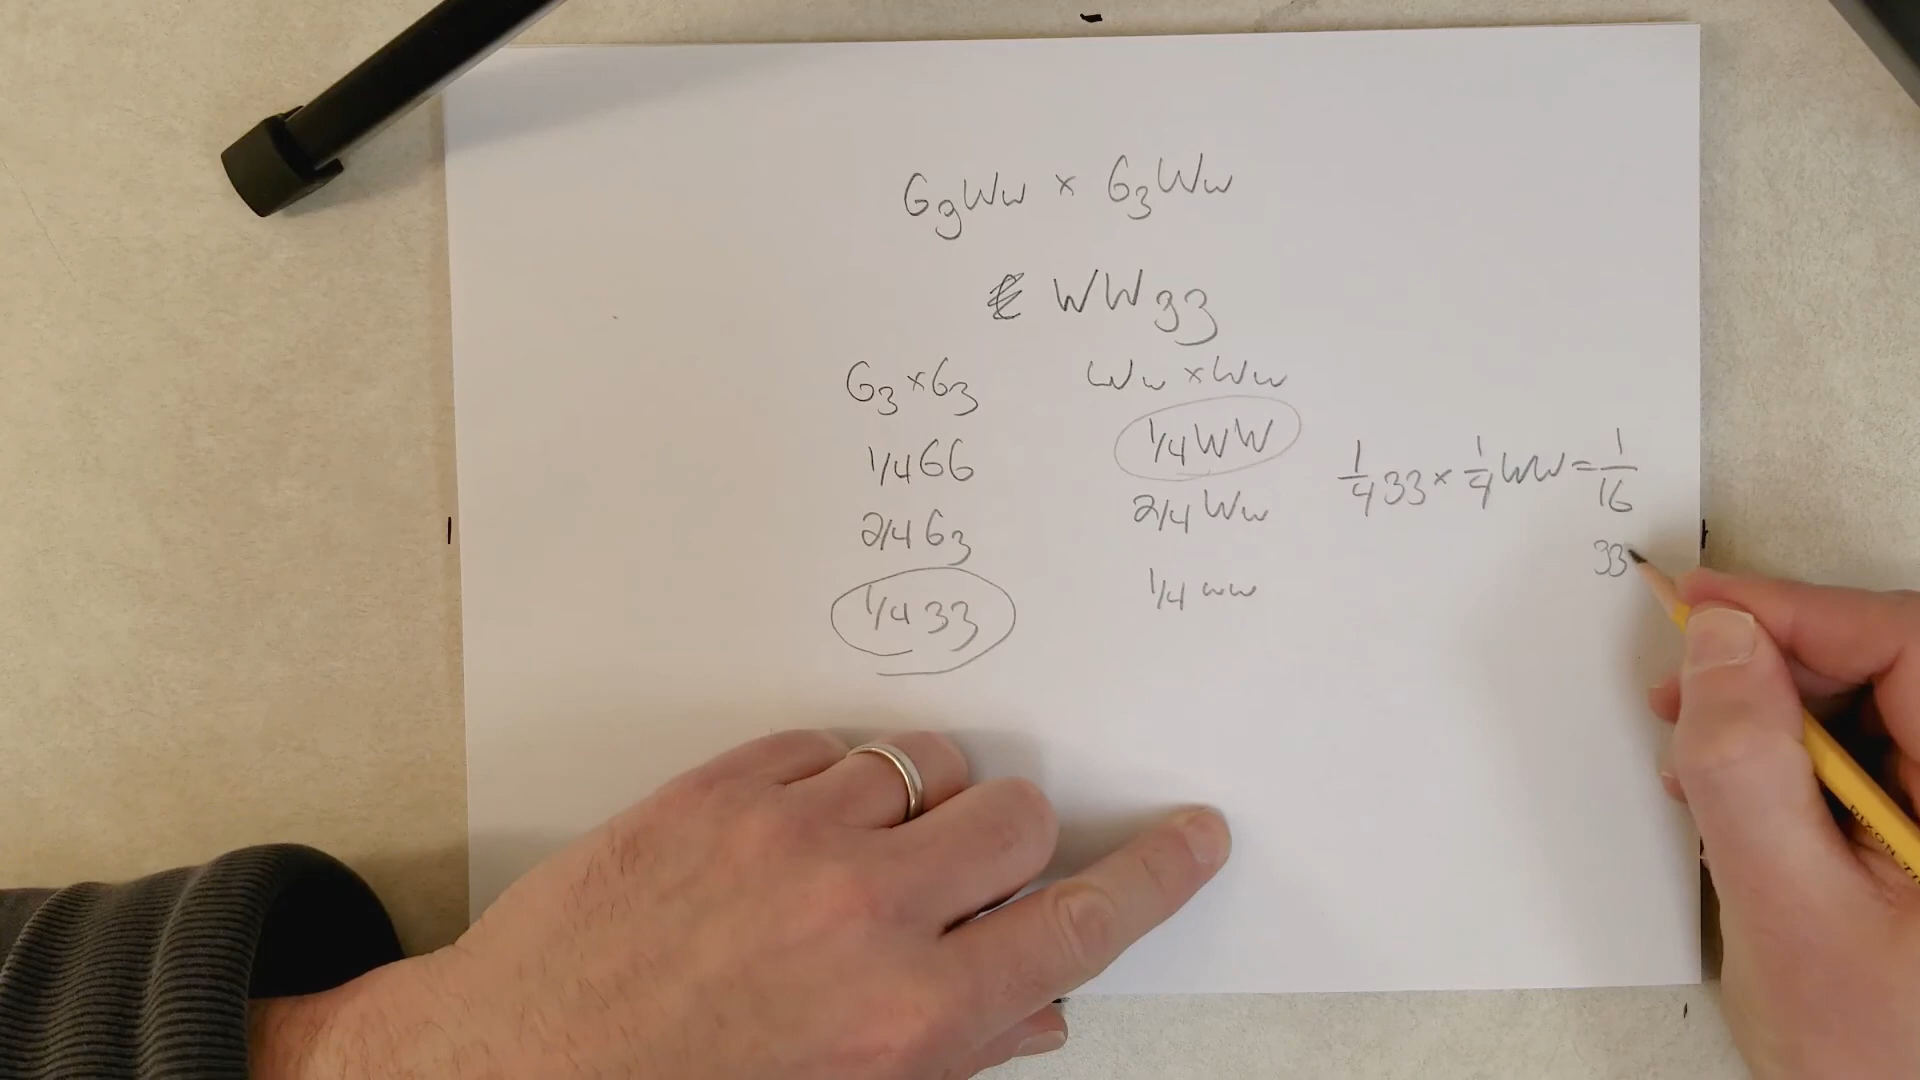 GgWw × GgWw
WWgg
Gg × Gg
Ww × Ww
1/4 GG
1/4 WW
2/4 Gg
2/4 Ww
1/4 gg
1/4 ww
1/4 gg × 1/4 WW = 1/16
gg
DIXON